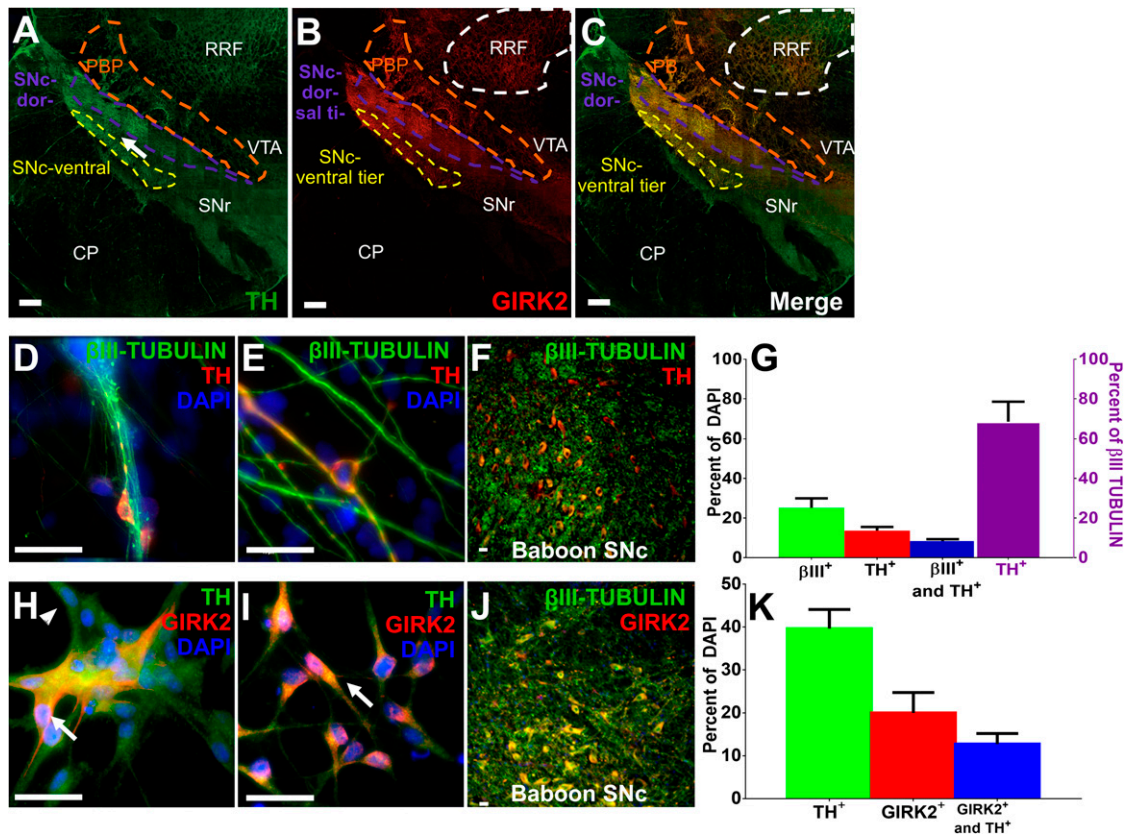 A
PBP
RRF
SNc-
dor-
VTA
SNc-ventral
SNr
CP
TH
B
PBP
RRF
SNc-
dor-
sal ti-
VTA
SNc-
ventral tier
SNr
CP
GIRK2
C
PB
RRF
SNc-
dor-
VTA
SNc-
ventral tier
SNr
CP
Merge
D
βIII-TUBULIN
TH
DAPI
E
βIII-TUBULIN
TH
DAPI
F
βIII-TUBULIN
TH
Baboon SNc
G
Percent of DAPI
100
80
60
40
20
0
100
80
60
40
20
0
Percent of βIII TUBULIN
βIII+
TH+
βIII+
and TH+
TH+
H
TH
GIRK2
DAPI
I
TH
GIRK2
DAPI
J
βIII-TUBULIN
GIRK2
Baboon SNc
K
Percent of DAPI
50
40
30
20
10
0
TH+
GIRK2+
GIRK2+
and TH+